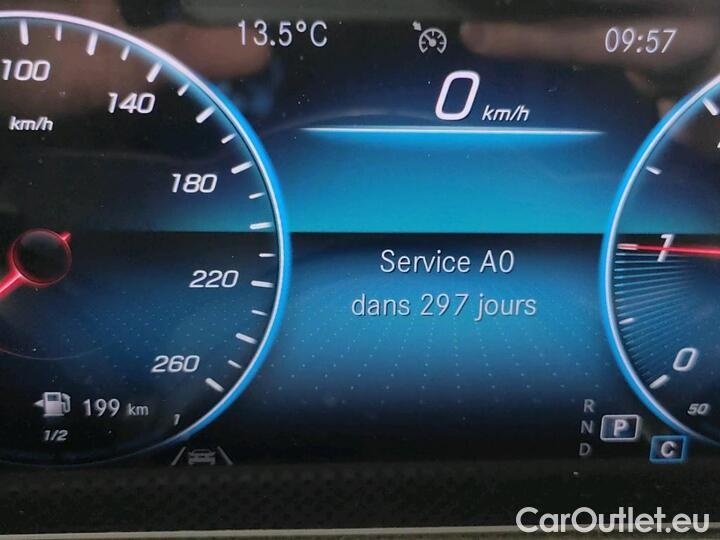 13.5°C
09:57
100
140
km/h
180
220
260
0 km/h
Service A0
dans 297 jours
1
0
50
199 km
1/2
1
R
N
D
P
C
CarOutlet.eu